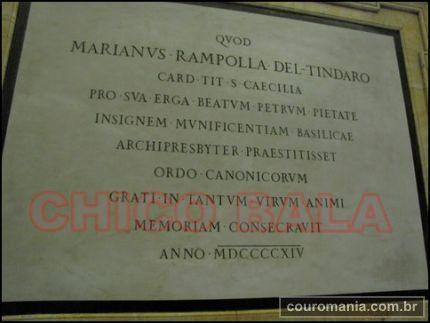 QVOD
MARIANVS·RAMPOLLA·DEL-TINDARO
CARD·TIT·S·CAECILIA
PRO·SVA·ERGA·BEATVM·PETRVM·PIETATE
INSIGNEM·MVNIFICENTIAM·BASILICAE
ARCHIPRESBYTER·PRAESTITISSET
ORDO·CANONICORVM
GRATI·IN·TANTVM·VIRVM·ANIMI
CHICO BALA
MEMORIAM·CONSECRAVIT
ANNO·MDCCCCXIV
couromania.com.br